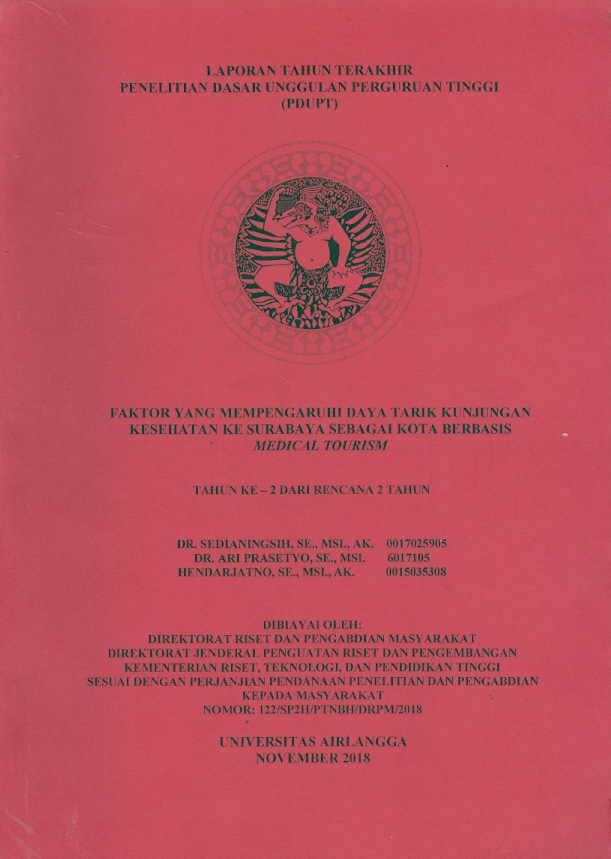 LAPORAN TAHUN TERAKHIR
PENELITIAN DASAR UNGGULAN PERGURUAN TINGGI
(PDUPT)
FAKTOR YANG MEMPENGARUHI DAYA TARIK KUNJUNGAN
KESEHATAN KE SURABAYA SEBAGAI KOTA BERBASIS
MEDICAL TOURISM
TAHUN KE – 2 DARI RENCANA 2 TAHUN
DR. SEDIANINGSIH, SE., MSI., AK. 0017025905
DR. ARI PRASETYO, SE., MSI. 6017105
HENDARJATNO, SE., MSI., AK. 0015035308
DIBIAYAI OLEH:
DIREKTORAT RISET DAN PENGABDIAN MASYARAKAT
DIREKTORAT JENDERAL PENGUATAN RISET DAN PENGEMBANGAN
KEMENTERIAN RISET, TEKNOLOGI, DAN PENDIDIKAN TINGGI
SESUAI DENGAN PERJANJIAN PENDANAAN PENELITIAN DAN PENGABDIAN
KEPADA MASYARAKAT
NOMOR: 122/SP2H/PTNBH/DRPM/2018
UNIVERSITAS AIRLANGGA
NOVEMBER 2018